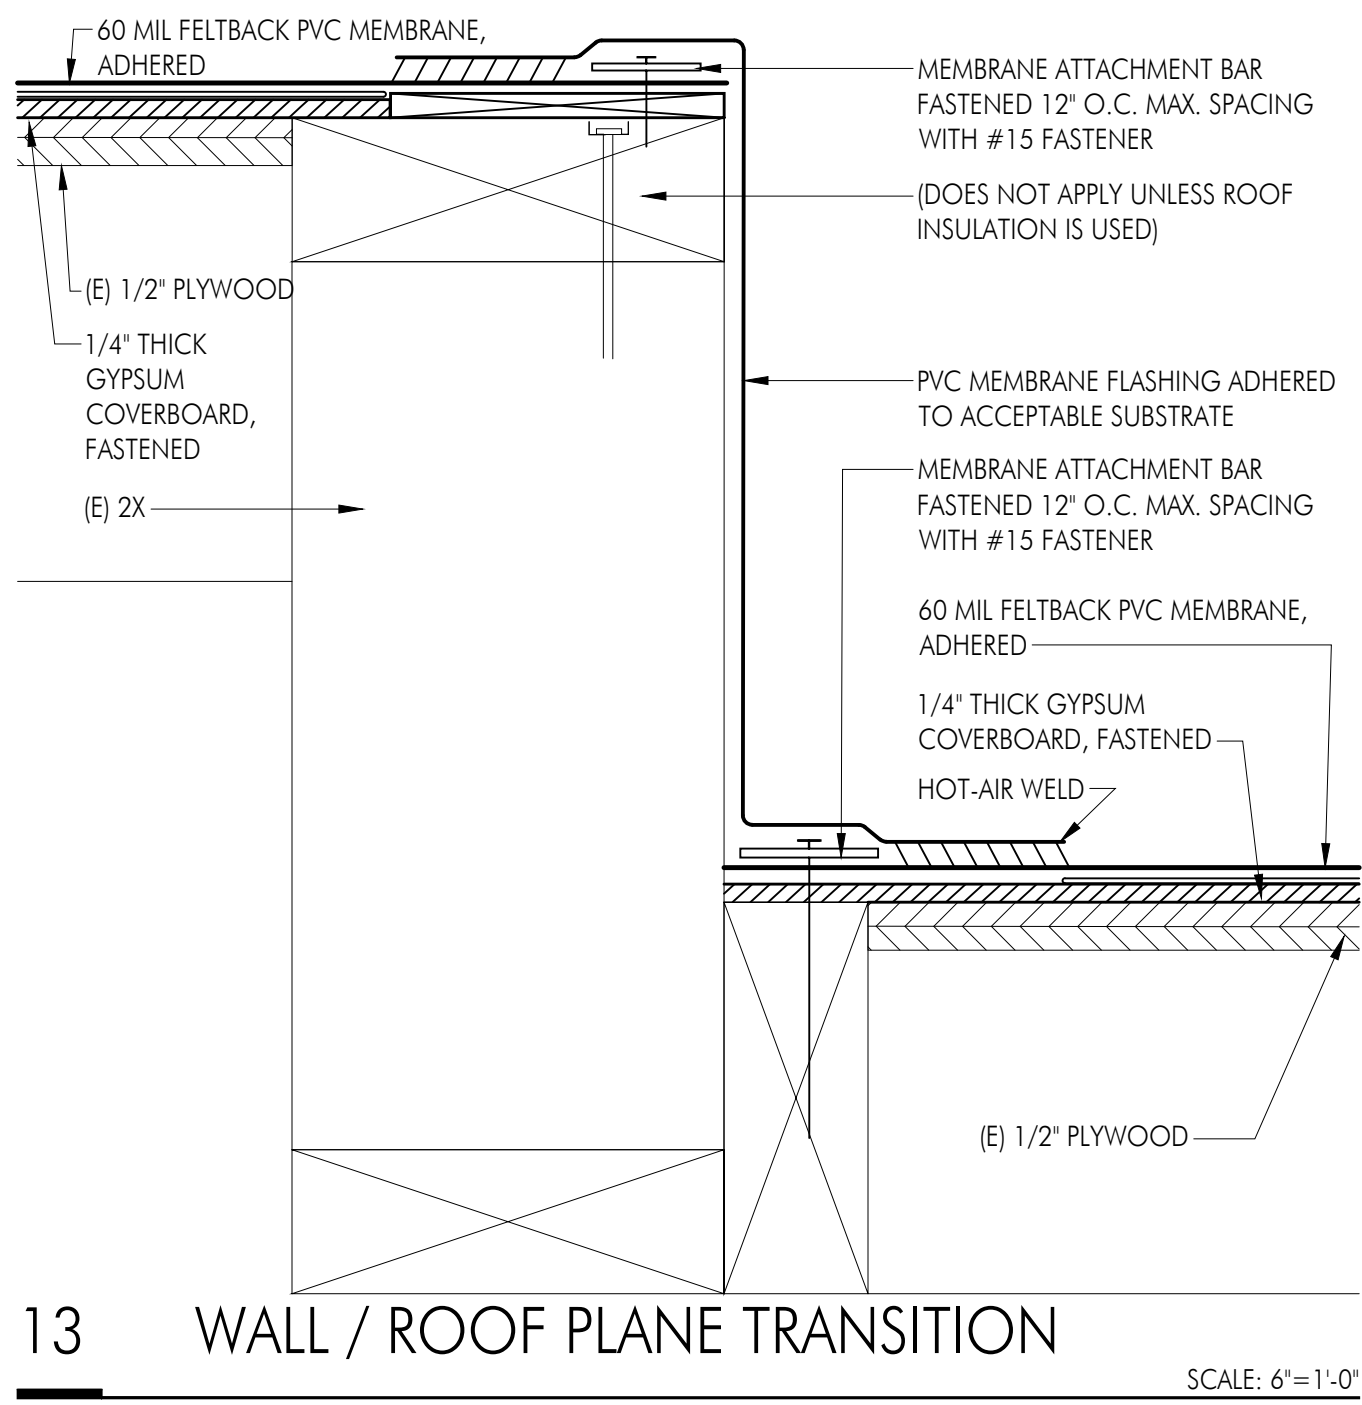 60 MIL FELTBACK PVC MEMBRANE,
ADHERED
(E) 1/2" PLYWOOD
1/4" THICK
GYPSUM
COVERBOARD,
FASTENED
(E) 2X
MEMBRANE ATTACHMENT BAR
FASTENED 12" O.C. MAX. SPACING
WITH #15 FASTENER
(DOES NOT APPLY UNLESS ROOF
INSULATION IS USED)
PVC MEMBRANE FLASHING ADHERED
TO ACCEPTABLE SUBSTRATE
MEMBRANE ATTACHMENT BAR
FASTENED 12" O.C. MAX. SPACING
WITH #15 FASTENER
60 MIL FELTBACK PVC MEMBRANE,
ADHERED
1/4" THICK GYPSUM
COVERBOARD, FASTENED
HOT-AIR WELD
(E) 1/2" PLYWOOD
13 WALL / ROOF PLANE TRANSITION
SCALE: 6"=1'-0"